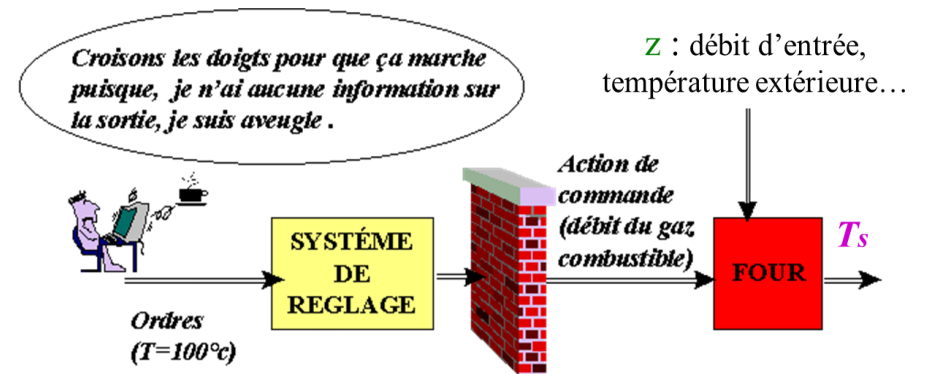 Croisons les doigts pour que ça marche
puisque, je n'ai aucune information sur
la sortie, je suis aveugle .
z : débit d'entrée,
température extérieure…
Action de
commande
(débit du gaz
combustible)
SYSTÉME
DE
REGLAGE
FOUR
Ts
Ordres
(T=100°c)